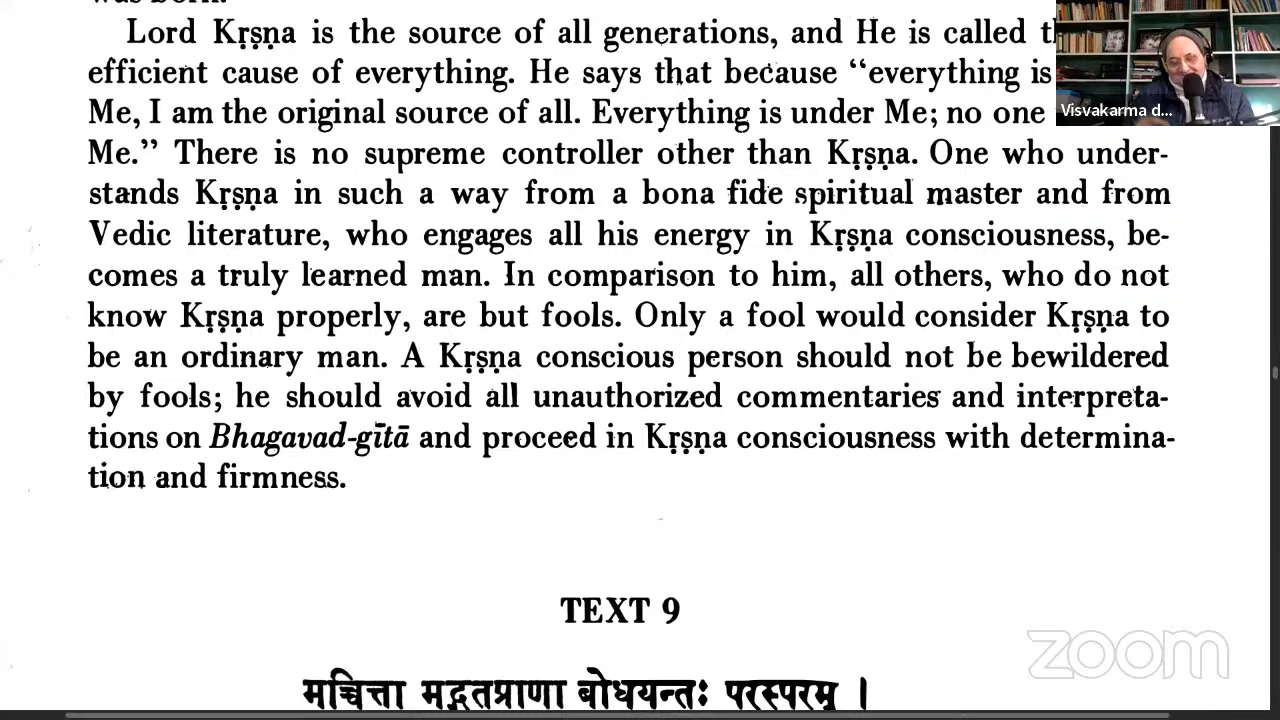 was born.
Lord Kṛṣṇa is the source of all generations, and He is called
efficient cause of everything. He says that because “everything is
Me, I am the original source of all. Everything is under Me; no one
Me.” There is no supreme controller other than Kṛṣṇa. One who under-
stands Kṛṣṇa in such a way from a bona fide spiritual master and from
Vedic literature, who engages all his energy in Kṛṣṇa consciousness, be-
comes a truly learned man. In comparison to him, all others, who do not
know Kṛṣṇa properly, are but fools. Only a fool would consider Kṛṣṇa to
be an ordinary man. A Kṛṣṇa conscious person should not be bewildered
by fools; he should avoid all unauthorized commentaries and interpreta-
tions on Bhagavad-gītā and proceed in Kṛṣṇa consciousness with determina-
tion and firmness.
TEXT 9
मच्चित्ता मद्गतप्राणा बोधयन्तः परस्परम् ।
Visvakarma d...
zoom